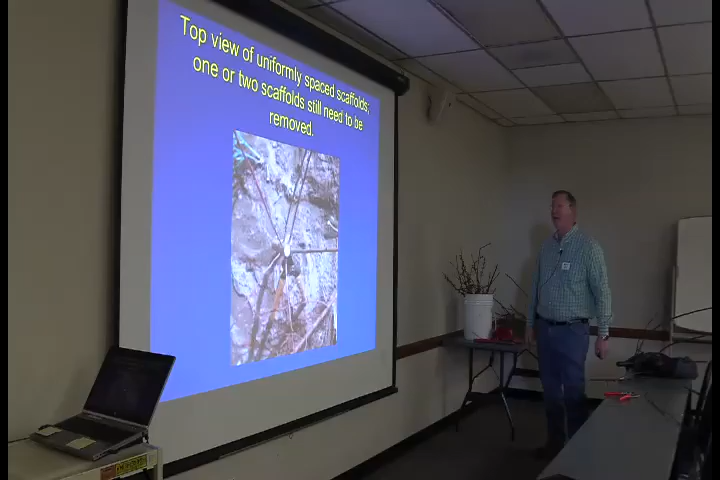 Top view of uniformly spaced scaffolds;
one or two scaffolds still need to be
removed.